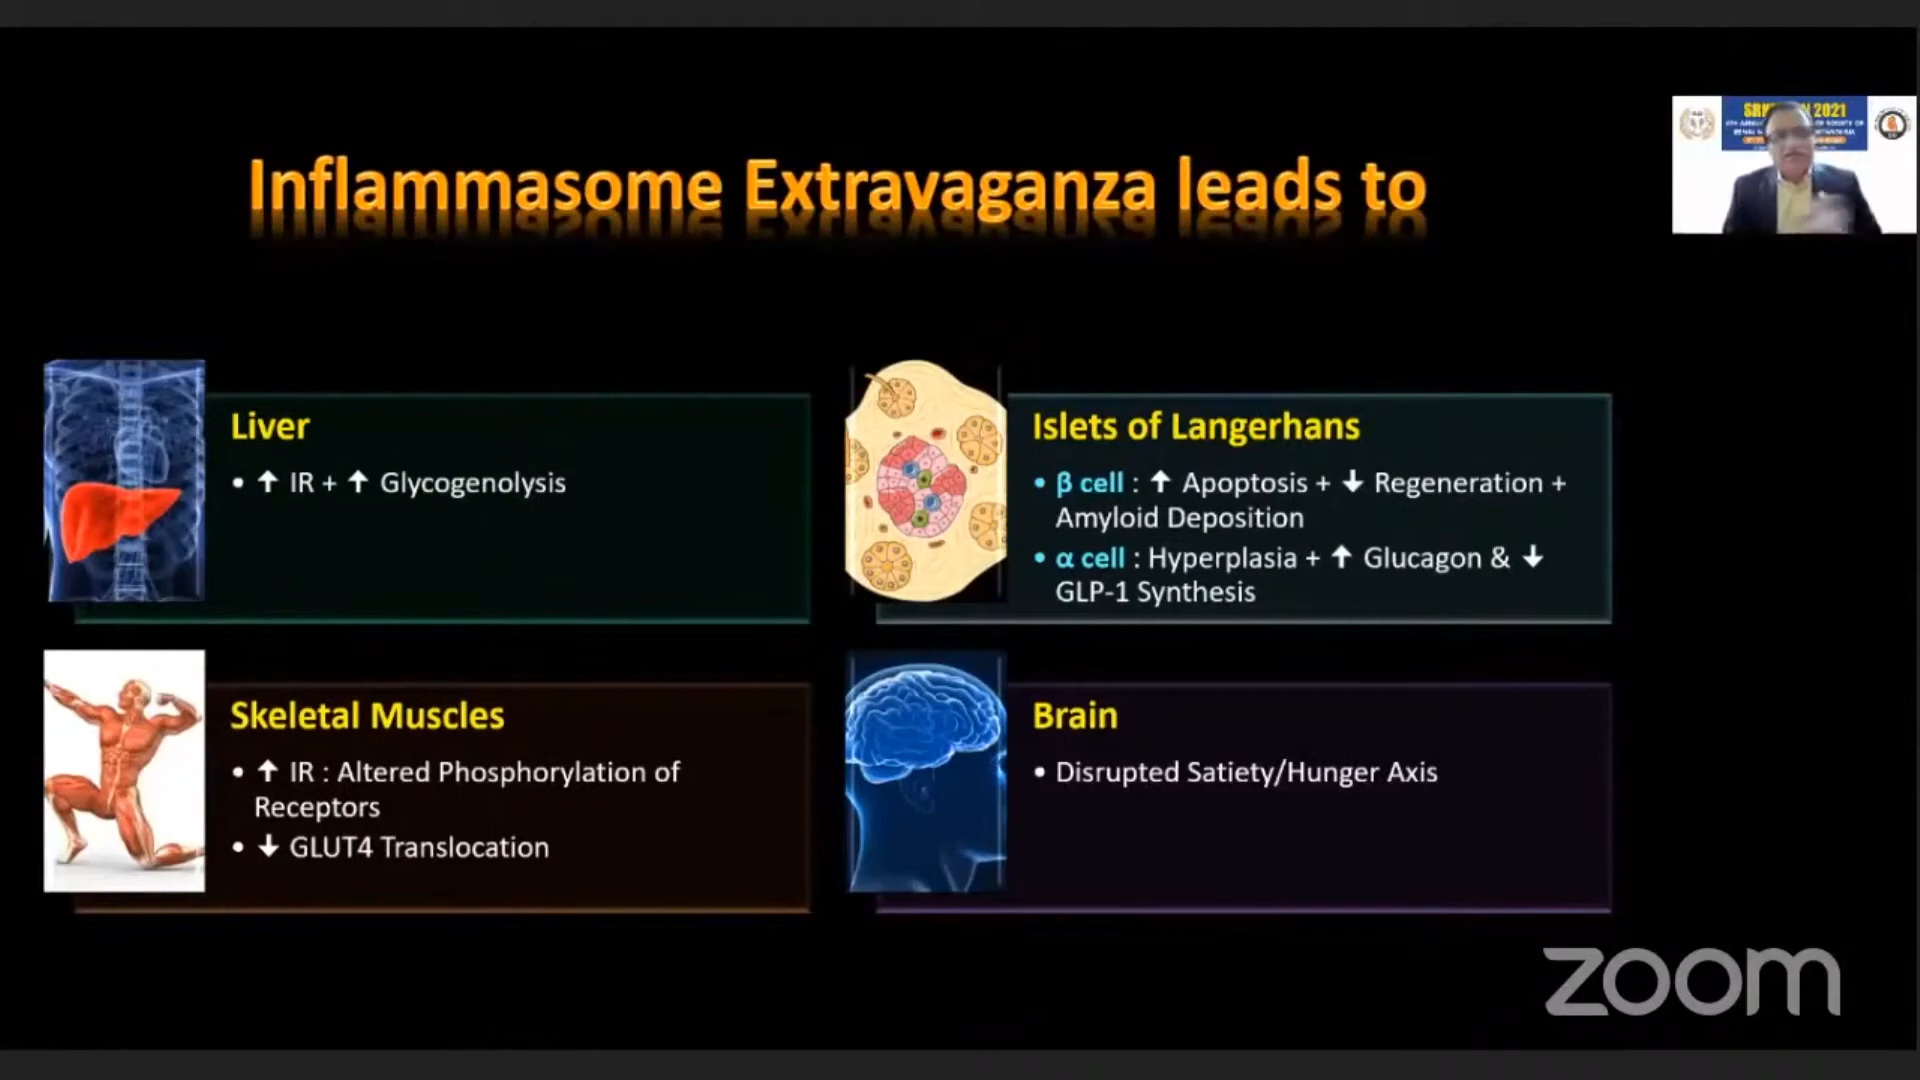 SRK 2021
Inflammasome Extravaganza leads to
Liver
• ↑ IR + ↑ Glycogenolysis
Islets of Langerhans
• β cell : ↑ Apoptosis + ↓ Regeneration +
Amyloid Deposition
• α cell : Hyperplasia + ↑ Glucagon & ↓
GLP-1 Synthesis
Skeletal Muscles
• ↑ IR : Altered Phosphorylation of
Receptors
• ↓ GLUT4 Translocation
Brain
• Disrupted Satiety/Hunger Axis
zoom